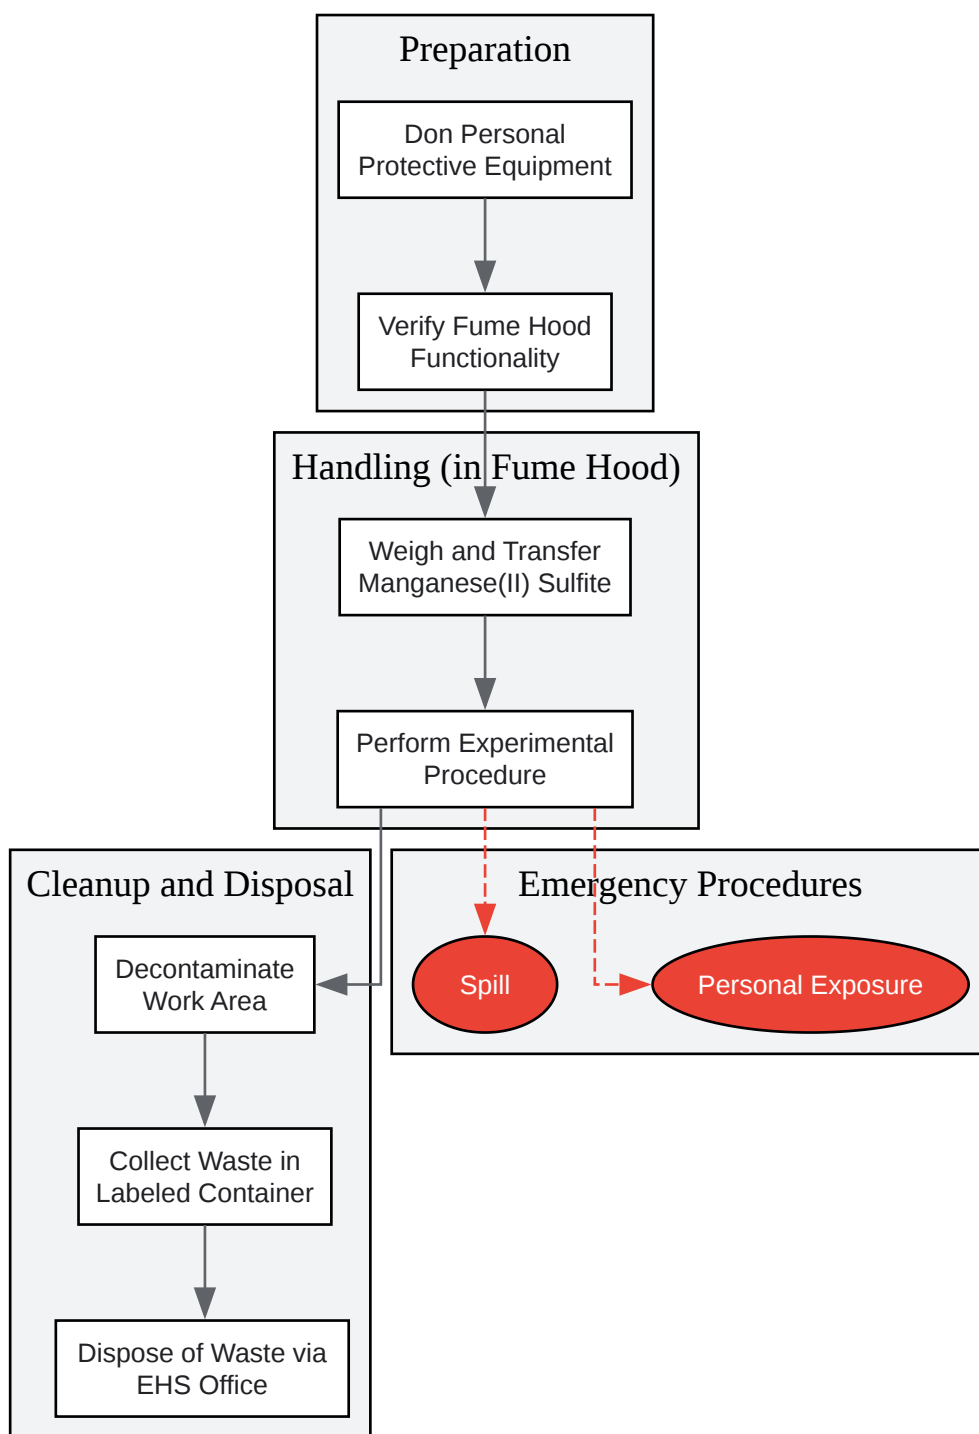 Preparation
Don Personal
Protective Equipment
Verify Fume Hood
Functionality
Handling (in Fume Hood)
Weigh and Transfer
Manganese(II) Sulfite
Perform Experimental
Procedure
Cleanup and Disposal
Decontaminate
Work Area
Collect Waste in
Labeled Container
Dispose of Waste via
EHS Office
Emergency Procedures
Spill
Personal Exposure